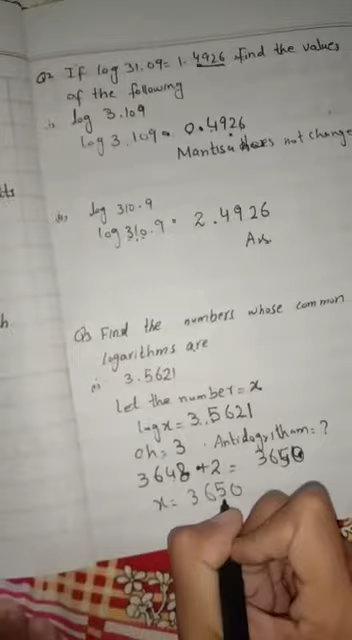 Q2 If log 31.09 = 1.4926 find the values
of the following
i) log 3.109
log 3.109 = 0.4926
Mantisa does not change
ii) log 310.9
log 310.9 = 2.4926
Ans
Q3 Find the numbers whose common
logarithms are
i) 3.5621
Let the number = x
log x = 3.5621
Ch = 3 . Antilogritham = ?
3648 + 2 = 3650
x = 3650